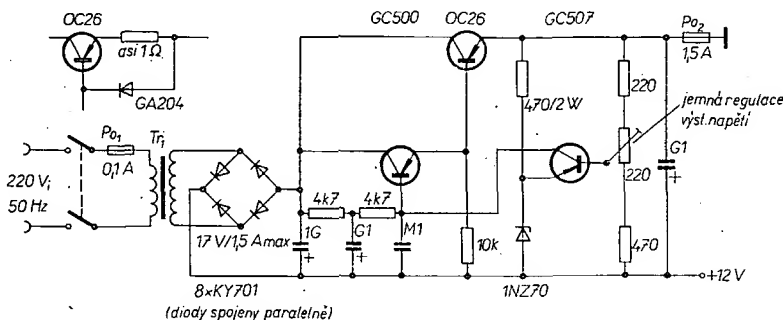 OC26
asi 1Ω
GA204
GC500
OC26
GC507
Po2
1,5 A
470/2 W
220
jemná regulace
výst. napětí
220
G1
470
Po1
0,1 A
Tr1
220 V;
50 Hz
17 V/1,5 A max
4k7
4k7
1G
G1
M1
10k
+12 V
8×KY701
(diody spojeny paralelně)
1NZ70